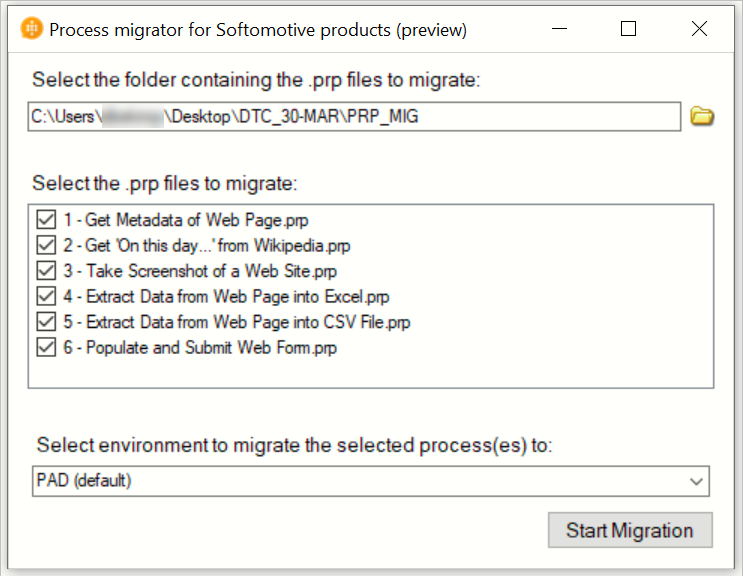 Process migrator for Softomotive products (preview)
Select the folder containing the .prp files to migrate:
C:\Users\ \Desktop\DTC_30-MAR\PRP_MIG
Select the .prp files to migrate:
1 - Get Metadata of Web Page.prp
2 - Get 'On this day...' from Wikipedia.prp
3 - Take Screenshot of a Web Site.prp
4 - Extract Data from Web Page into Excel.prp
5 - Extract Data from Web Page into CSV File.prp
6 - Populate and Submit Web Form.prp
Select environment to migrate the selected process(es) to:
PAD (default)
Start Migration